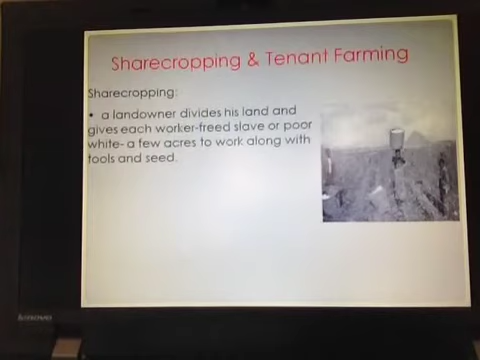 Sharecropping & Tenant Farming
Sharecropping:
• a landowner divides his land and
gives each worker-freed slave or poor
white- a few acres to work along with
tools and seed.
lenovo